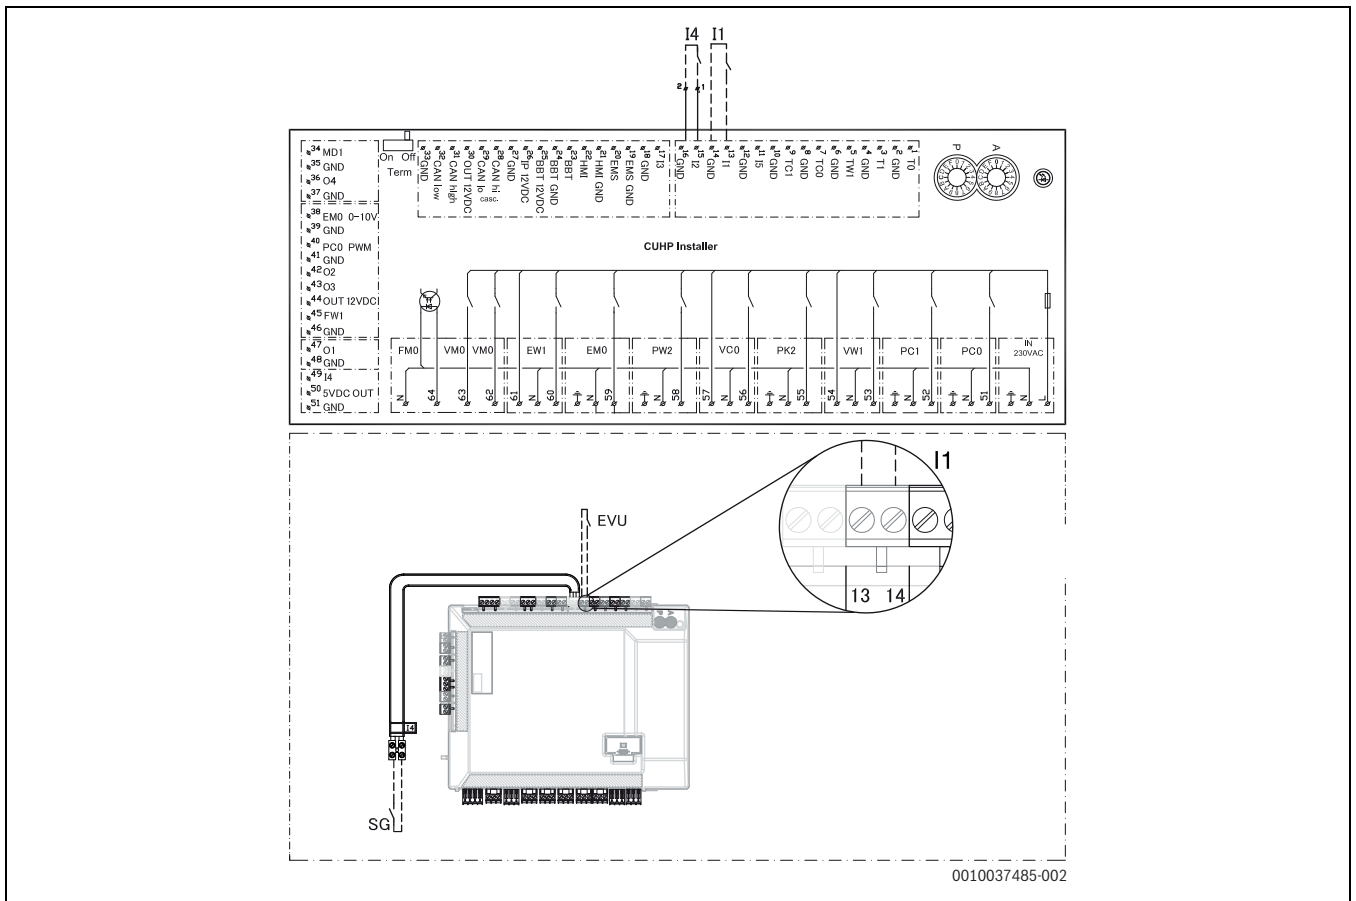 I4 I1
2 1
34 MD1
35 GND
36 O4
37 GND
38 EM0 0-10V
39 GND
40 PC0 PWM
41 GND
42 O2
43 O3
44 OUT 12VDC
45 FW1
46 GND
47 O1
48 GND
49 I4
50 5VDC OUT
51 GND
On Off
Term
33 GND
32 CAN low
31 CAN high
30 OUT 12VDC
29 CAN lo
28 CAN hi
casc.
27 GND
26 IP 12VDC
25 BBT 12VDC
24 BBT GND
23 BBT
22 HMI
21 HMI GND
20 EMS
19 EMS GND
18 GND
17 I3
16 GND
15 I2
14 GND
13 I1
12 GND
11 I5
10 GND
9 TC1
8 GND
7 TC0
6 GND
5 TW1
4 GND
3 T1
2 GND
1 T0
P A
CUHP Installer
FM0 VM0 VM0 EW1 EM0 PW2 VC0 PK2 VW1 PC1 PC0 IN
230VAC
N 64 63 62 61 N 60 N 59 N 58 57 N 56 N 55 54 N 53 N 52 N 51 N L
I1
13 14
EVU
A
P
I4
SG
0010037485-002